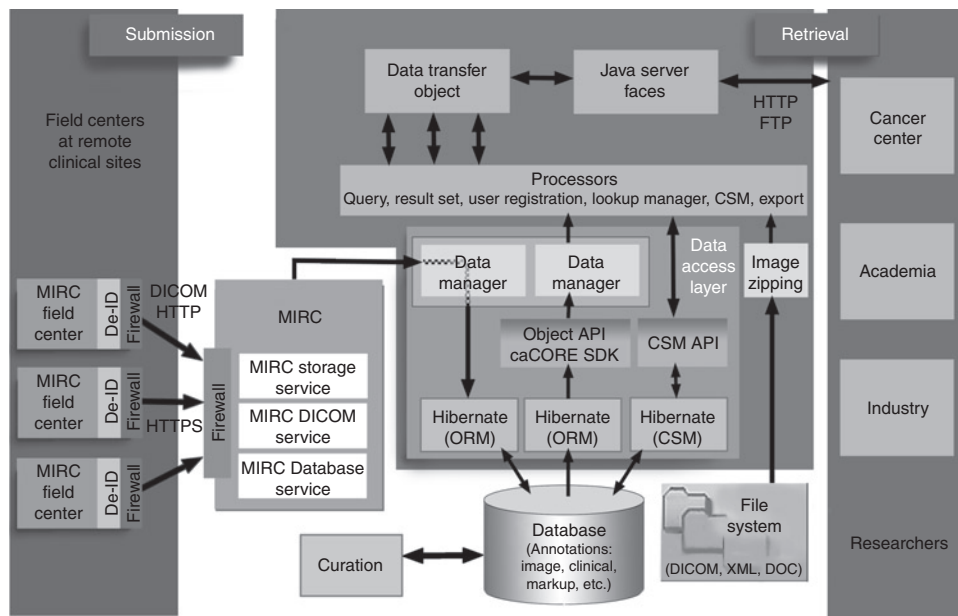 Submission
Retrieval
Field centers
at remote
clinical sites
Data transfer
object
Java server
faces
HTTP
FTP
Cancer
center
Processors
Query, result set, user registration, lookup manager, CSM, export
Data
manager
Data
manager
Data
access
layer
Image
zipping
Academia
MIRC
field
center
De-ID
Firewall
DICOM
HTTP
MIRC
Object API
caCORE SDK
CSM API
MIRC
field
center
De-ID
Firewall
HTTPS
Firewall
MIRC storage
service
MIRC DICOM
service
MIRC Database
service
Hibernate
(ORM)
Hibernate
(ORM)
Hibernate
(CSM)
Industry
MIRC
field
center
De-ID
Firewall
Curation
Database
(Annotations:
image, clinical,
markup, etc.)
File
system
(DICOM, XML, DOC)
Researchers